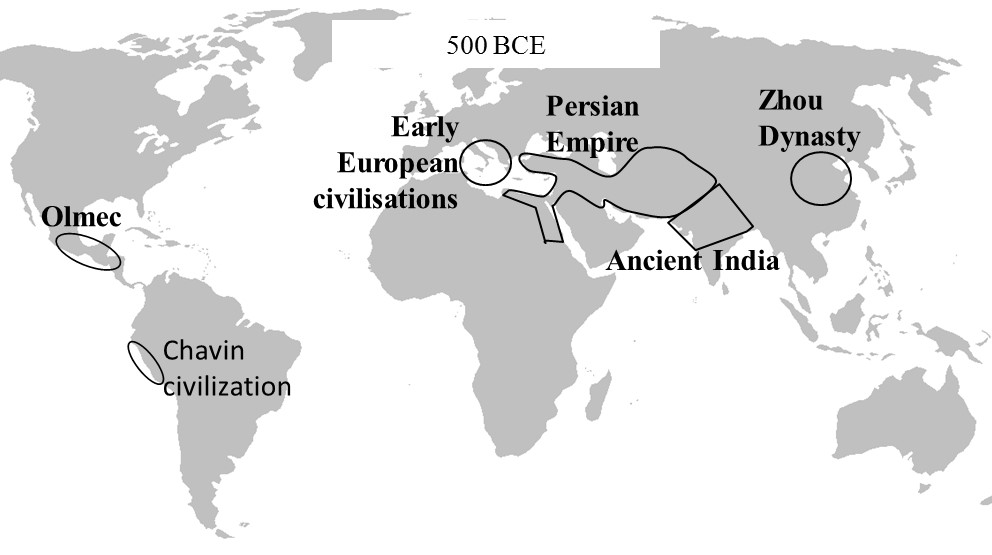 500 BCE
Early
European
civilisations
Persian
Empire
Zhou
Dynasty
Olmec
Ancient India
Chavin
civilization